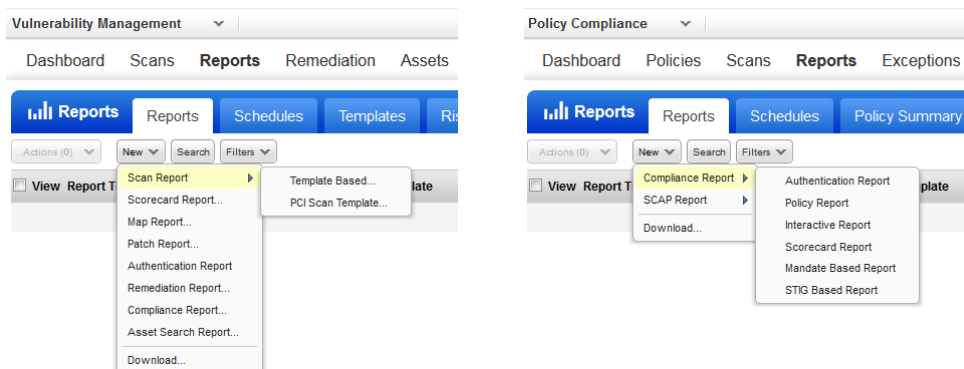 Vulnerability Management
Dashboard Scans Reports Remediation Assets
Reports Reports Schedules Templates Ris
Actions (0) New Search Filters
View Report T late
Scan Report
Template Based...
PCI Scan Template...
Scorecard Report...
Map Report...
Patch Report...
Authentication Report
Remediation Report...
Compliance Report...
Asset Search Report...
Download...
Policy Compliance
Dashboard Policies Scans Reports Exceptions
Reports Reports Schedules Policy Summary
Actions (0) New Search Filters
View Report T plate
Compliance Report
SCAP Report
Download...
Authentication Report
Policy Report
Interactive Report
Scorecard Report
Mandate Based Report
STIG Based Report